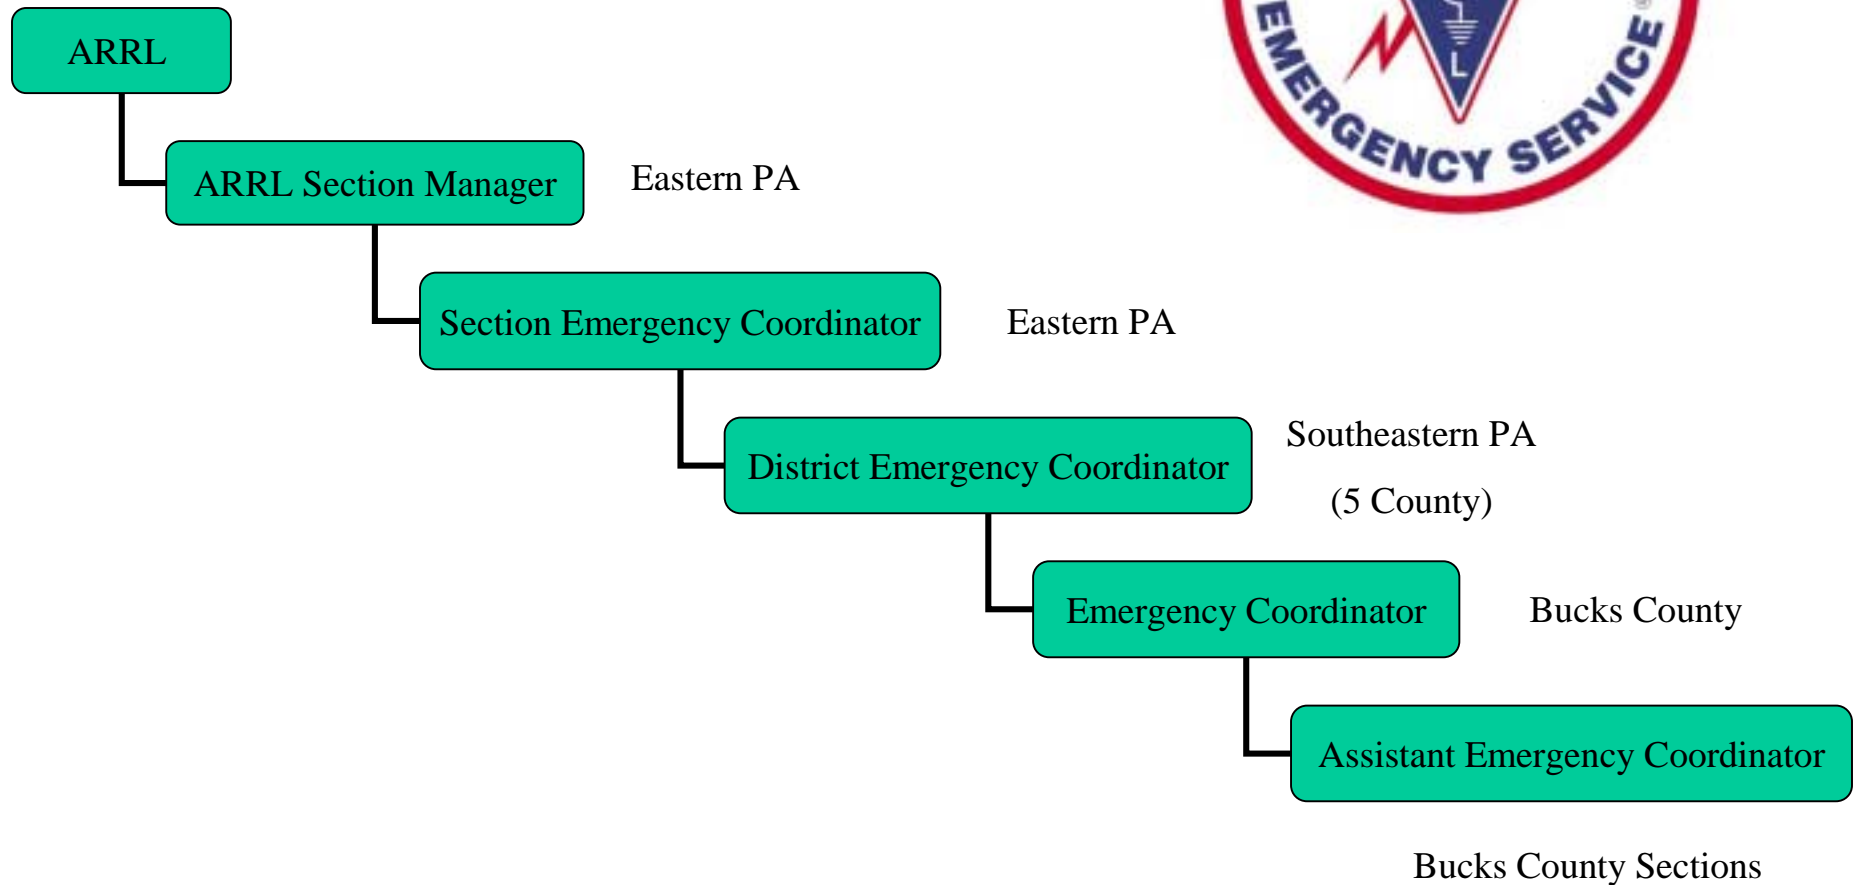 ARRL
EMERGENCY SERVICE
L
ARRL Section Manager
Eastern PA
Section Emergency Coordinator
Eastern PA
District Emergency Coordinator
Southeastern PA
(5 County)
Emergency Coordinator
Bucks County
Assistant Emergency Coordinator
Bucks County Sections